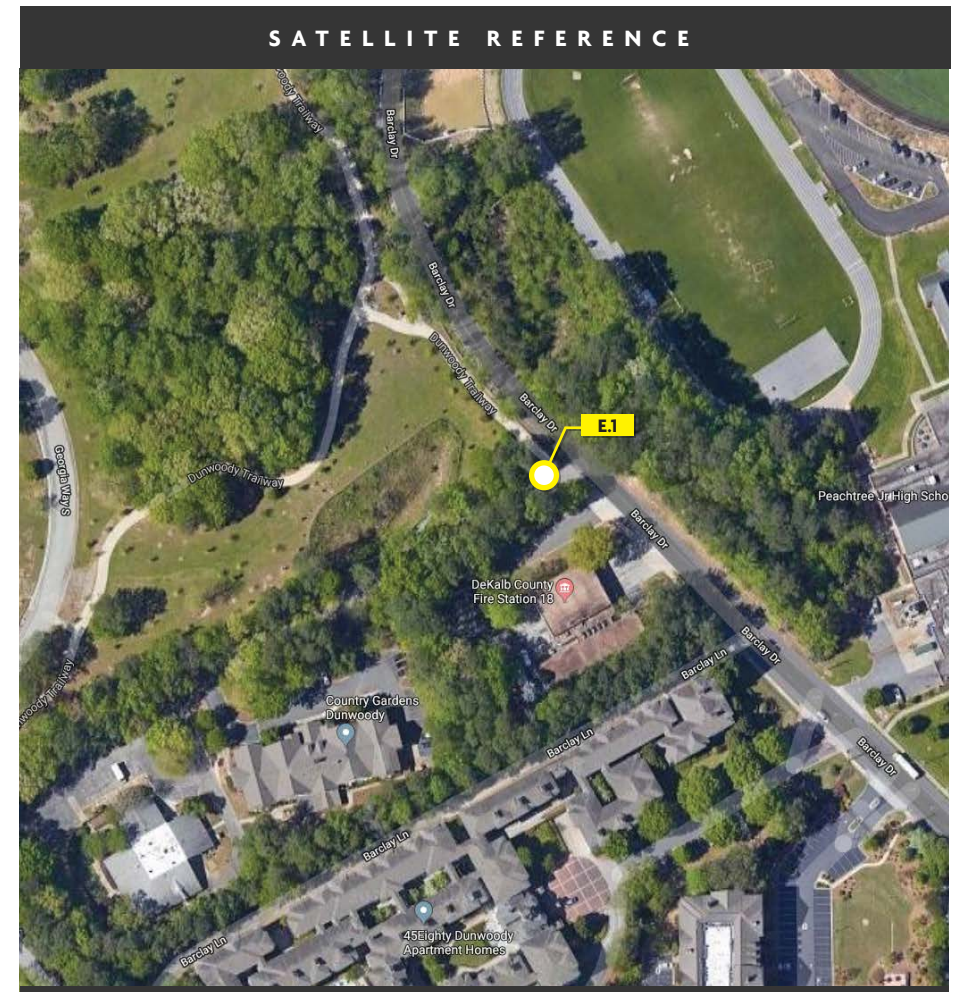 SATELLITE REFERENCE
Dunwoody Trailway
Barclay Dr
Barclay Dr
Dunwoody Trailway
Barclay Dr
E.1
Georgia Way S
Dunwoody Trailway
Peachtree Jr High Scho
Barclay Dr
DeKalb County
Fire Station 18
Barclay Dr
Barclay Ln
woody Trailway
Country Gardens
Dunwoody
Barclay Ln
Barclay Dr
Barclay Ln
45Eighty Dunwoody
Apartment Homes
Barclay Ln